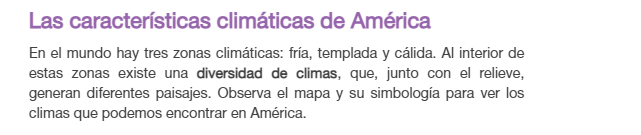 Las características climáticas de América
En el mundo hay tres zonas climáticas: fría, templada y cálida. Al interior de
estas zonas existe una diversidad de climas, que, junto con el relieve,
generan diferentes paisajes. Observa el mapa y su simbología para ver los
climas que podemos encontrar en América.